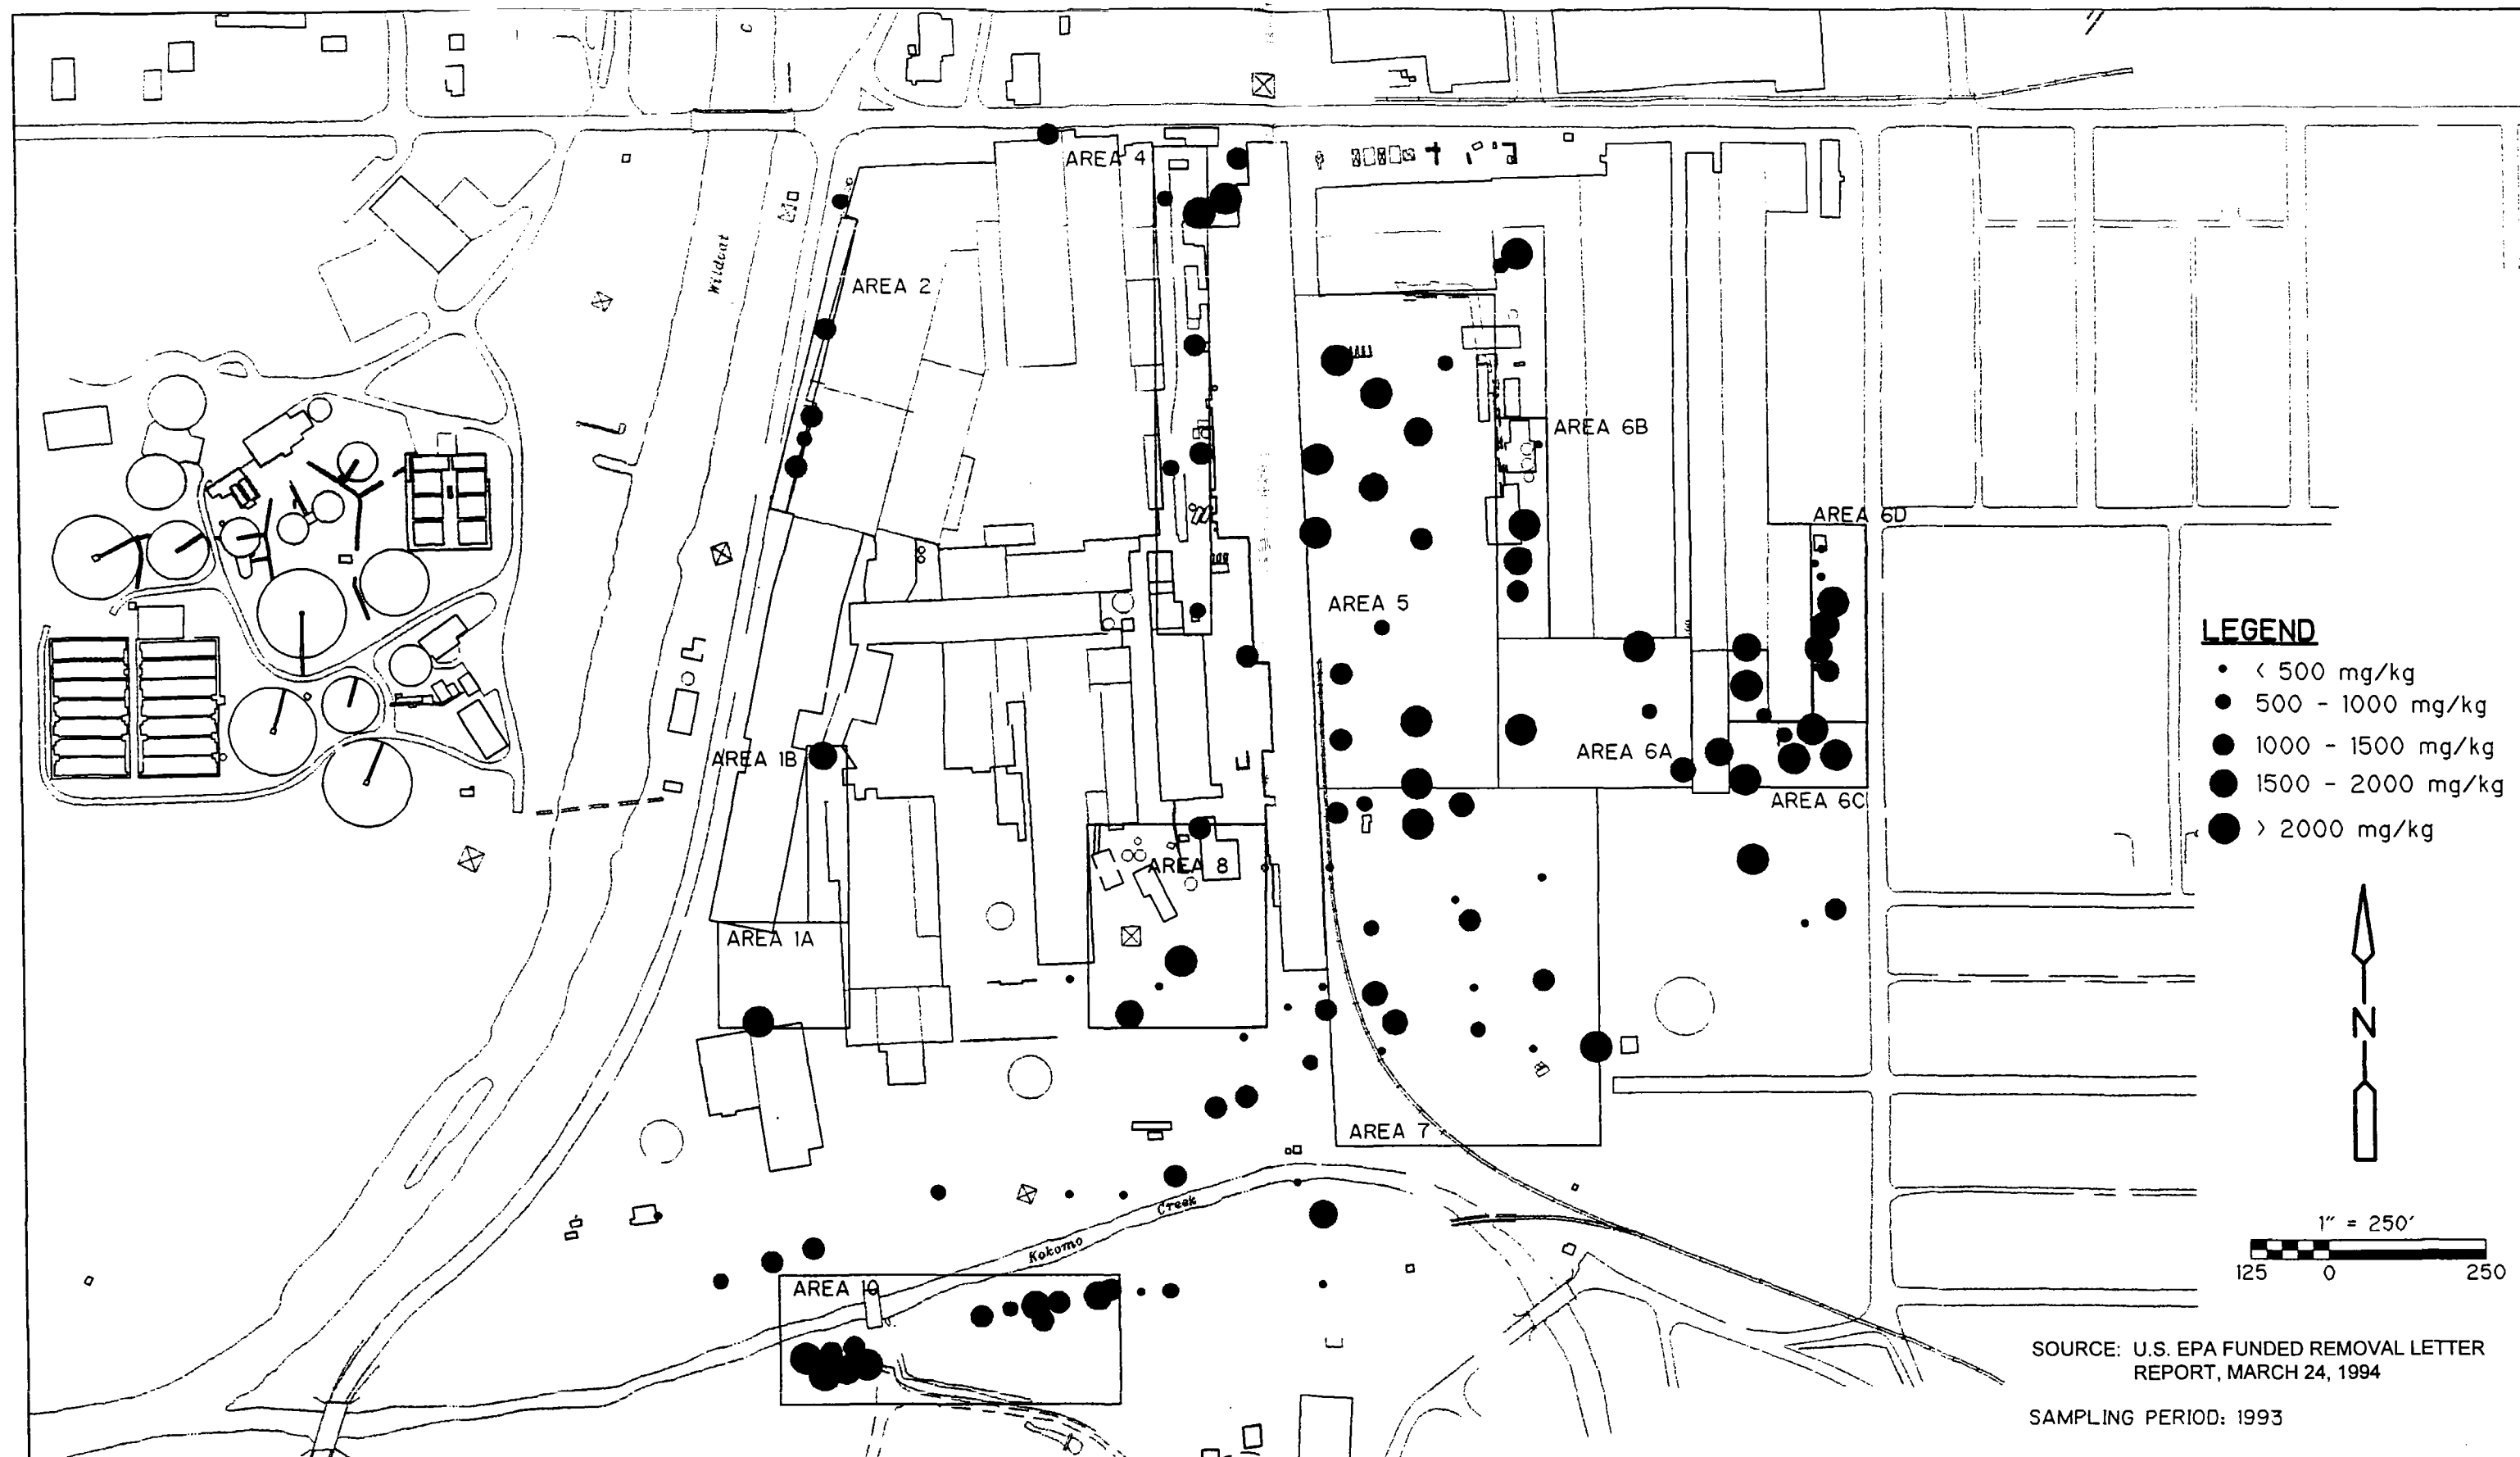 C
AREA 4
Wildcat
AREA 2
AREA 6B
AREA 6D
AREA 5
LEGEND
< 500 mg/kg
500 - 1000 mg/kg
1000 - 1500 mg/kg
1500 - 2000 mg/kg
> 2000 mg/kg
AREA 1B
AREA 6A
AREA 6C
AREA 8
AREA 1A
N
AREA 7
Creek
Kokomo
1" = 250'
125 0 250
AREA 10
SOURCE: U.S. EPA FUNDED REMOVAL LETTER
REPORT, MARCH 24, 1994
SAMPLING PERIOD: 1993